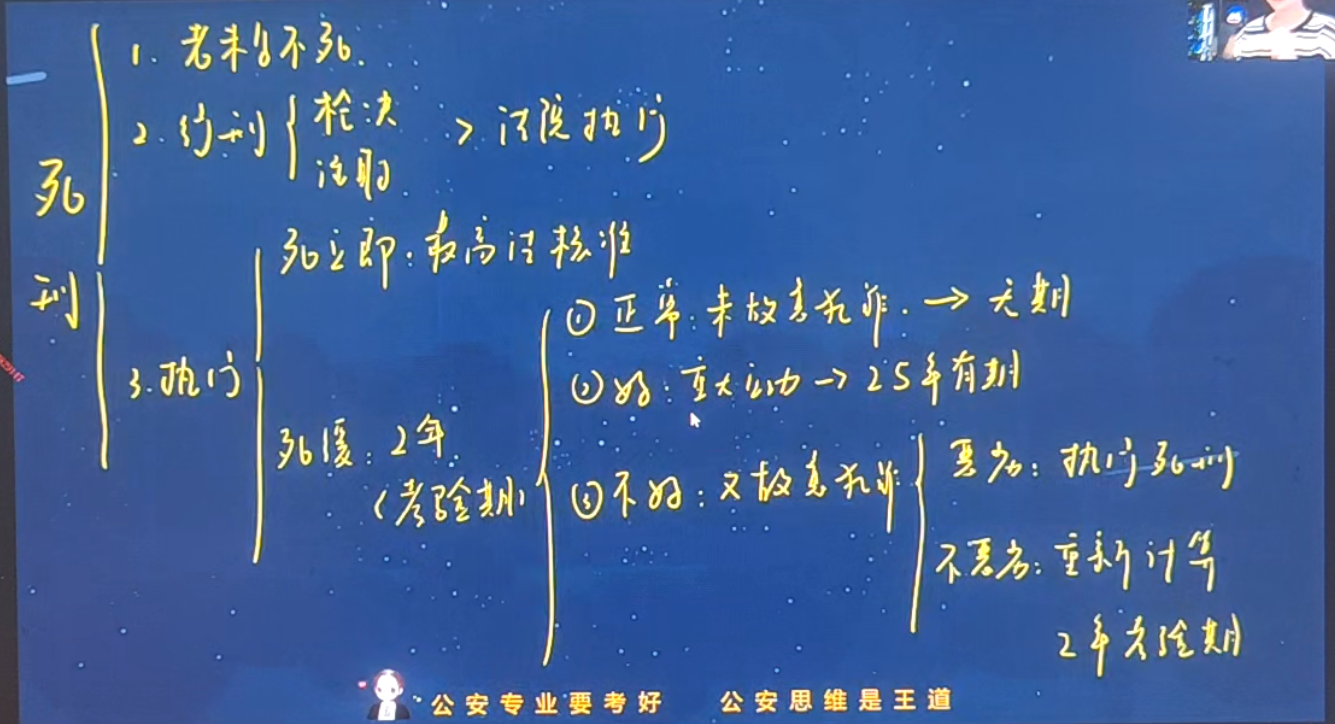 死刑
1. 老未孕不死.
2. 行刑
枪决
注射
> 法院执行
3. 执行
死立即: 最高法核准
死缓: 2年
(考验期)
①正常: 未故意犯罪. → 无期
②好: 重大立功 → 25年有期
③不好: 又故意犯罪
恶劣: 执行死刑
不恶劣: 重新计算
2年考验期
公安专业要考好 公安思维是王道